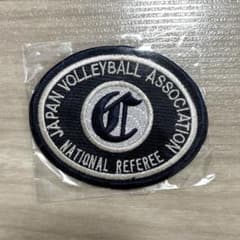 JAPAN VOLLEYBALL ASSOCIATION
NATIONAL REFEREE